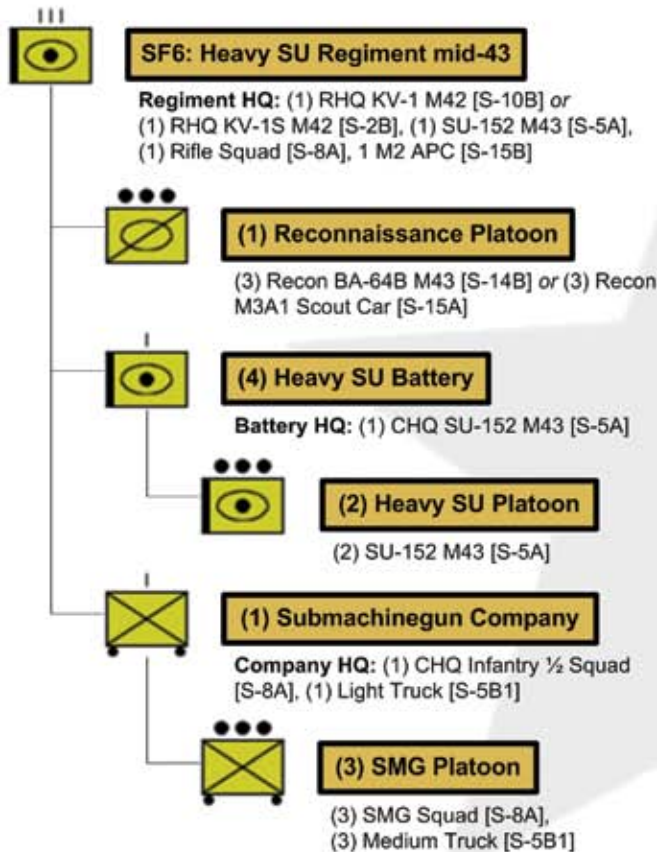 SF6: Heavy SU Regiment mid-43
Regiment HQ: (1) RHQ KV-1 M42 [S-10B] or
(1) RHQ KV-1S M42 [S-2B], (1) SU-152 M43 [S-5A],
(1) Rifle Squad [S-8A], 1 M2 APC [S-15B]
(1) Reconnaissance Platoon
(3) Recon BA-64B M43 [S-14B] or (3) Recon
M3A1 Scout Car [S-15A]
(4) Heavy SU Battery
Battery HQ: (1) CHQ SU-152 M43 [S-5A]
(2) Heavy SU Platoon
(2) SU-152 M43 [S-5A]
(1) Submachinegun Company
Company HQ: (1) CHQ Infantry ½ Squad
[S-8A], (1) Light Truck [S-5B1]
(3) SMG Platoon
(3) SMG Squad [S-8A],
(3) Medium Truck [S-5B1]